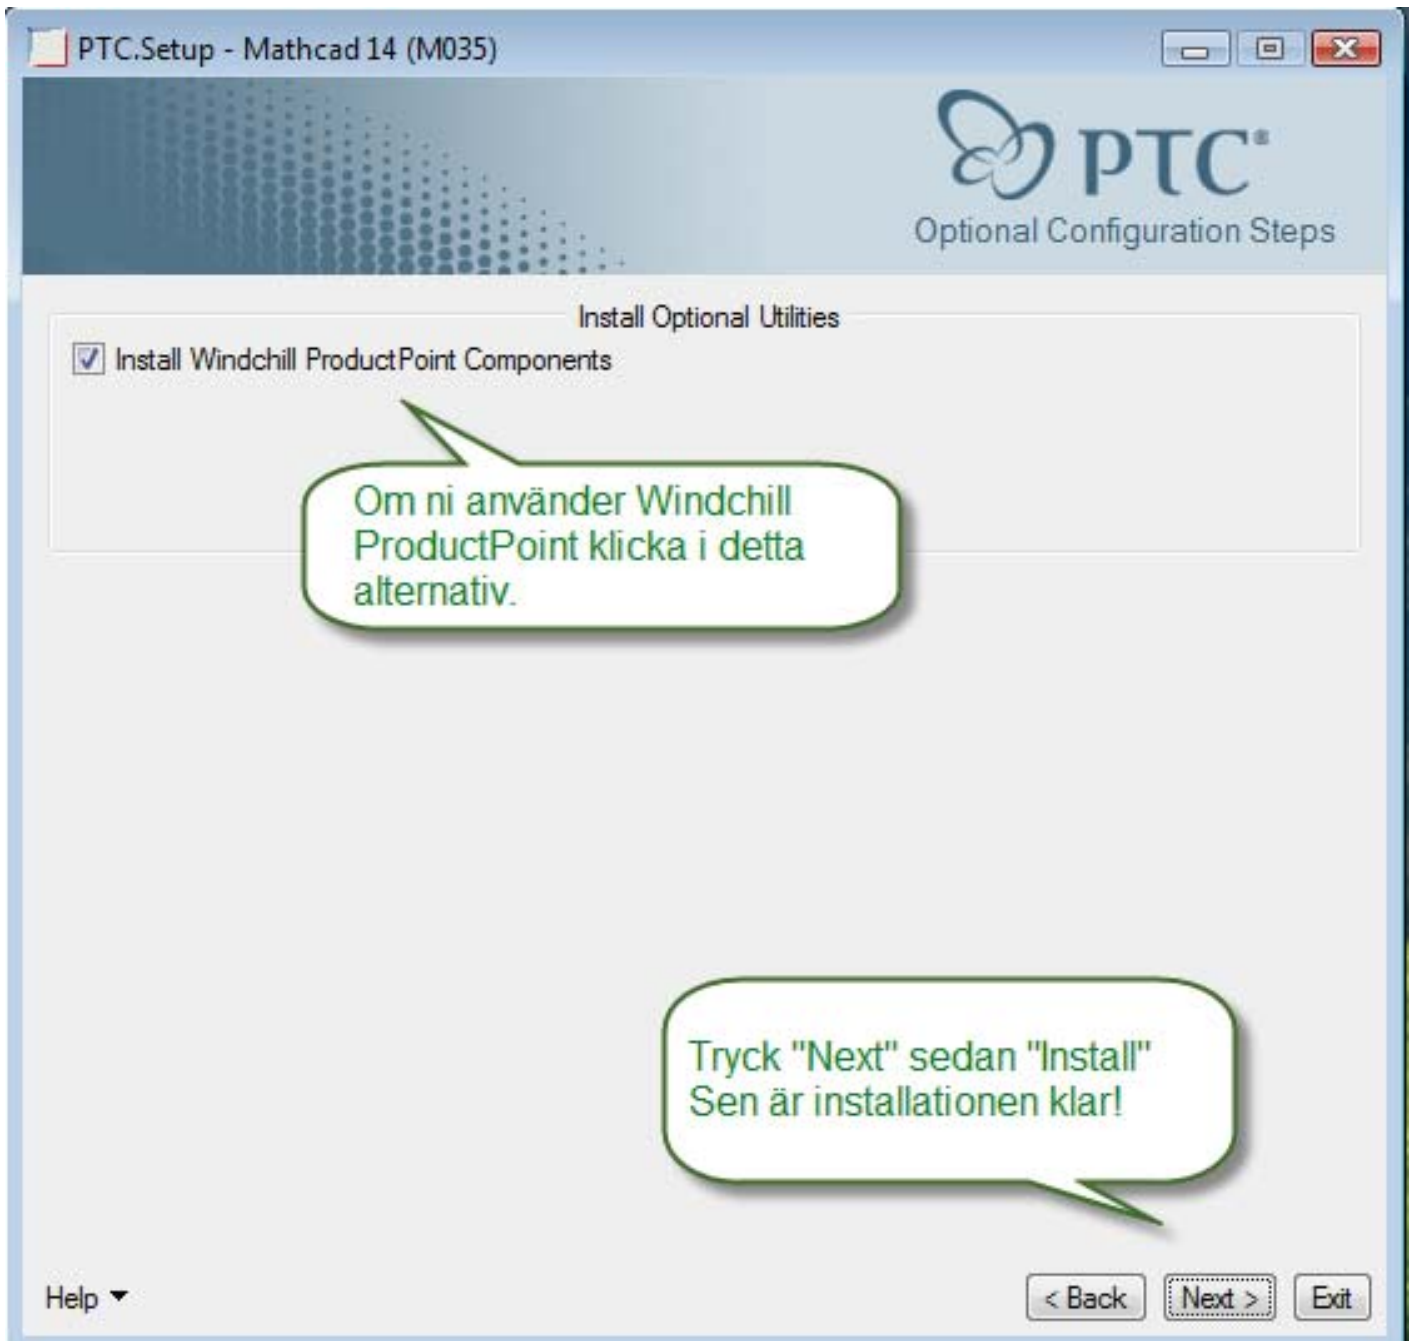 PTC.Setup - Mathcad 14 (M035)
PTC®
Optional Configuration Steps
Install Optional Utilities
Install Windchill ProductPoint Components
Om ni använder Windchill
ProductPoint klicka i detta
alternativ.
Tryck "Next" sedan "Install"
Sen är installationen klar!
Help
< Back
Next >
Exit